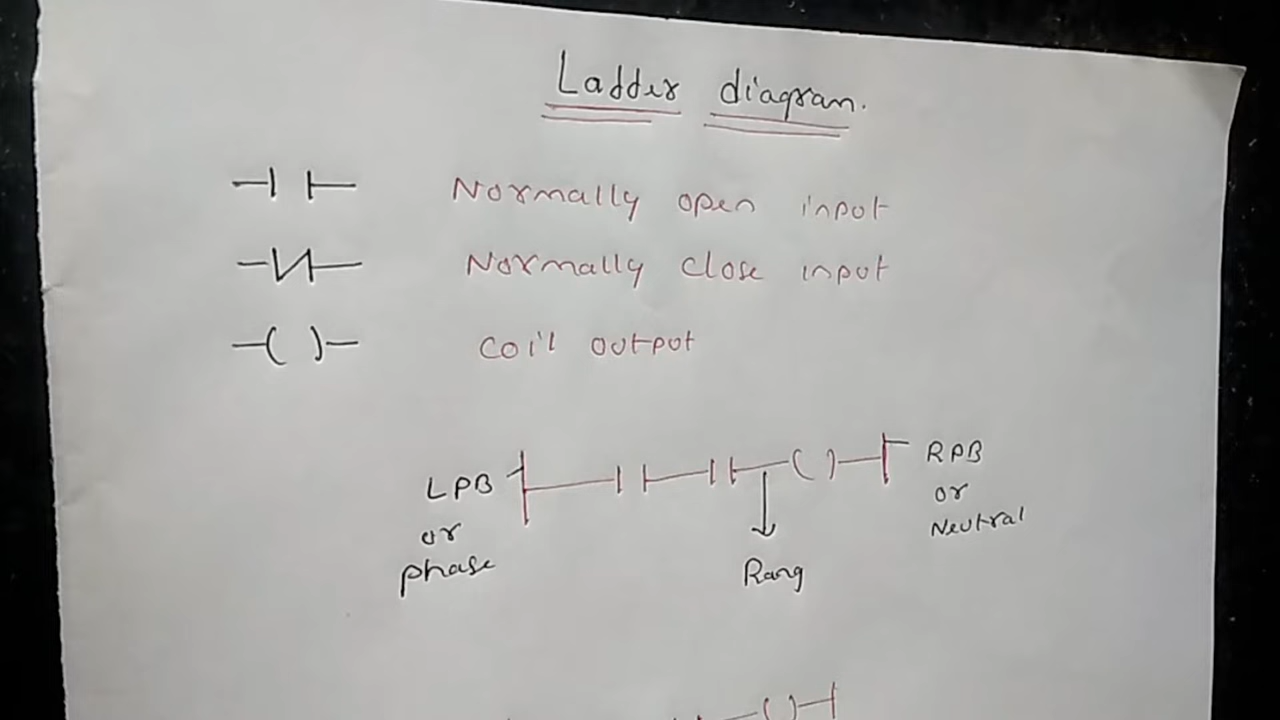 Ladder diagram.
Normally open input
Normally close input
Coil output
LPB
or
phase
RPB
or
Neutral
Rang